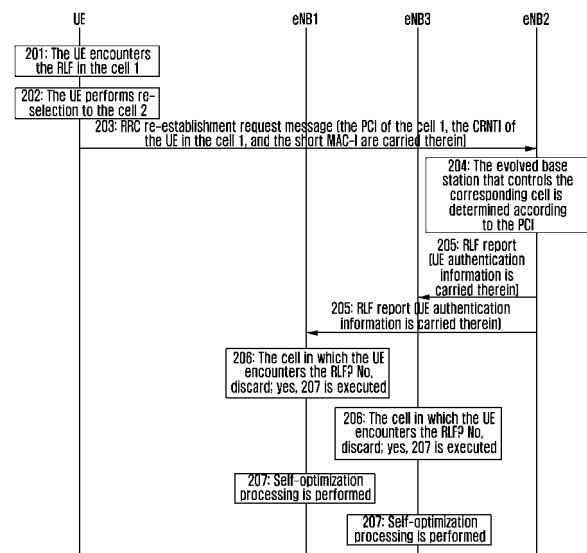 UE
eNB1
eNB3
eNB2
201: The UE encounters
the RLF in the cell 1
202: The UE performs re-
selection to the cell 2
203: RRC re-establishment request message (the PCI of the cell 1, the CRNTI of
the UE in the cell 1, and the short MAC-I are carried therein)
204: The evolved base
station that controls the
corresponding cell is
determined according
to the PCI
205: RLF report
(UE authentication
information is
carried therein)
205: RLF report (UE authentication
information is carried therein)
206: The cell in which the UE
encounters the RLF? No,
discard; yes, 207 is executed
206: The cell in which the UE
encounters the RLF? No,
discard; yes, 207 is executed
207: Self-optimization
processing is performed
207: Self-optimization
processing is performed